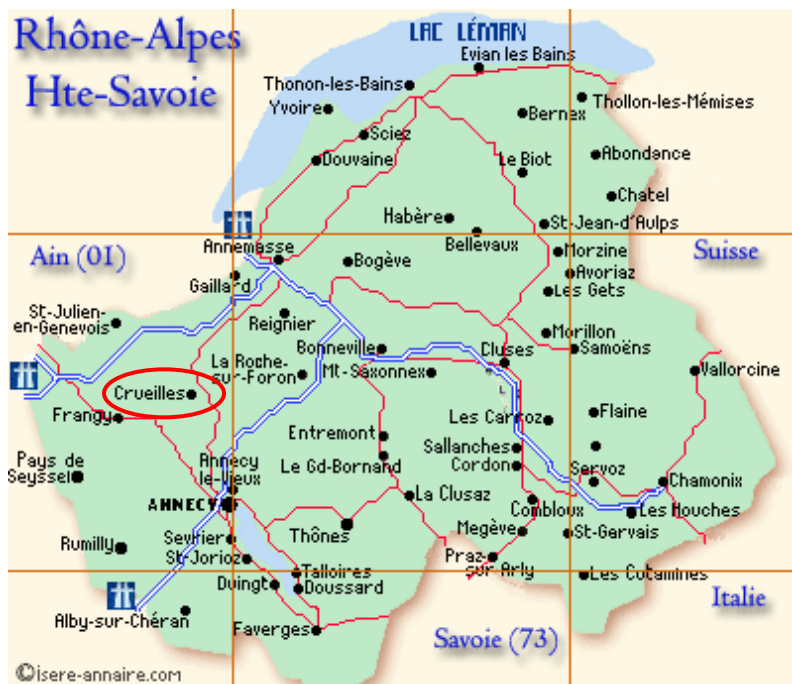 Rhône-Alpes
Hte-Savoie
LAC LÉMAN
Evian les Bains
Thonon-les-Bains
Thollon-les-Mémises
Yvoire
Bernex
Sciez
Douvaine
Le Biot
Abondance
Chatel
Habère
St-Jean-d'Aulps
Bellevaux
Ain (01)
Annemasse
Bogève
Morzine
Suisse
Avoriaz
Gaillard
Les Gets
St-Julien-
en-Genevois
Reignier
Morillon
Bonneville
Cluses
Samoëns
La Roche-
sur-Foron
Mt-Saxonnex
Vallorcine
Crueilles
Frangy
Les Carroz
Flaine
Entremont
Sallanches
Pays de
Seyssel
Annecy
le-Vieux
Le Gd-Bornand
Cordon
Servoz
Chamonix
ANNECY
La Clusaz
Combloux
Les Houches
Sevrier
Thônes
Megève
St-Gervais
Rumilly
St-Jorioz
Praz-
sur-Arly
Talloires
Les Cotamines
Duingt
Doussard
Italie
Alby-sur-Chéran
Faverges
Savoie (73)
©isere-annaire.com